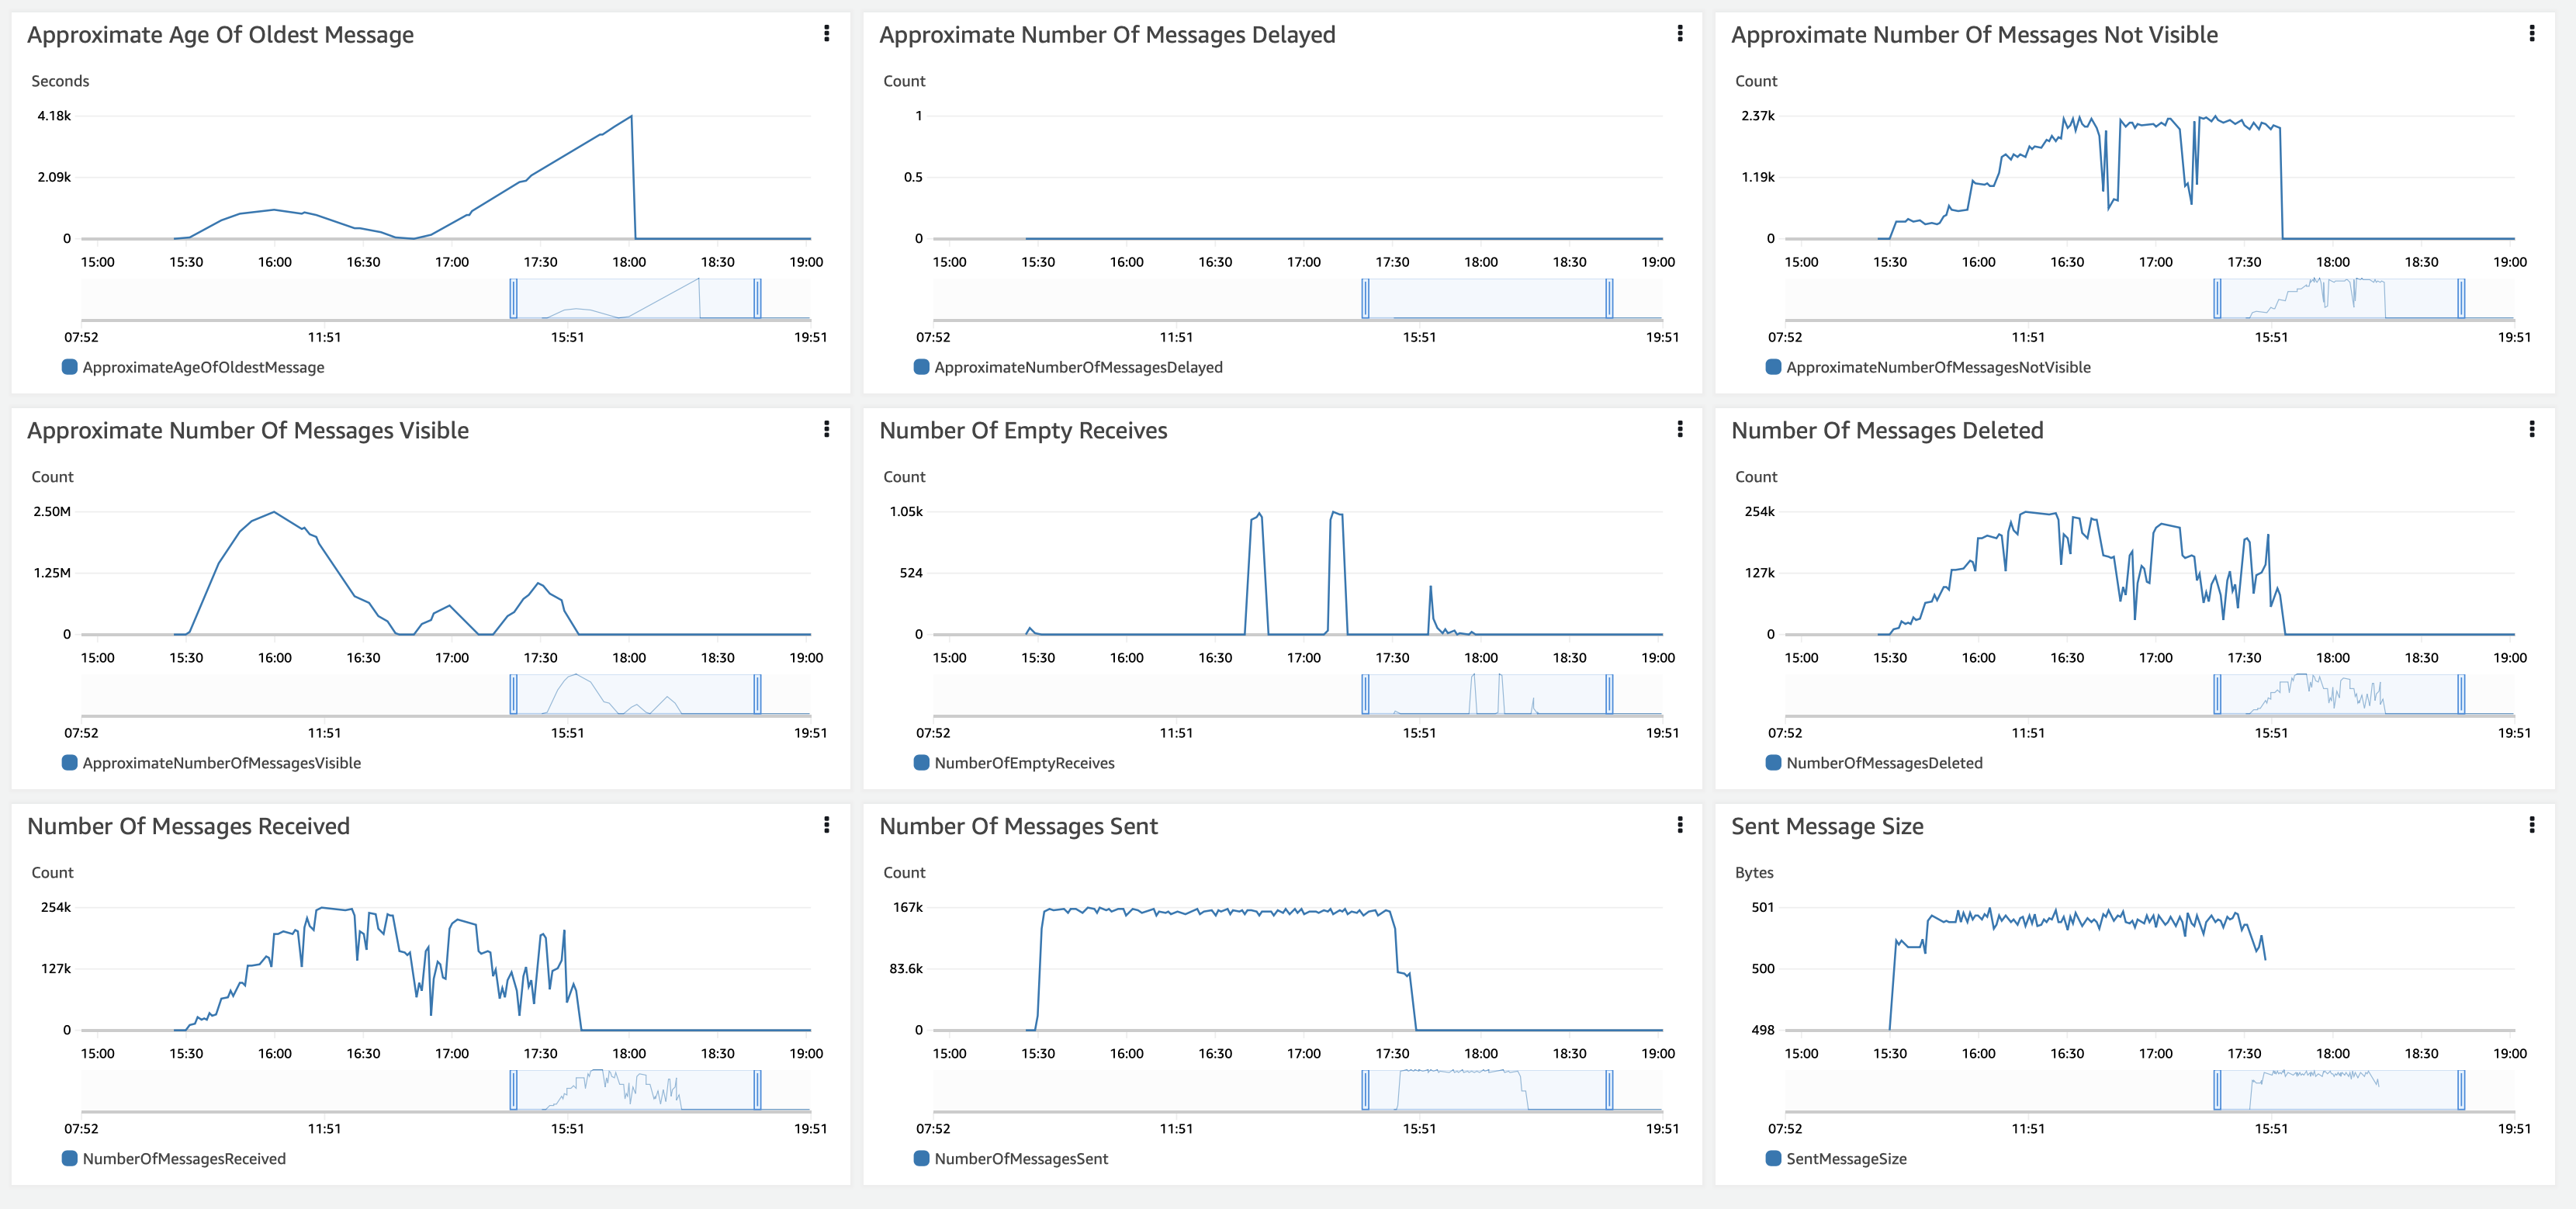 Approximate Age Of Oldest Message
Seconds
4.18k
2.09k
0
15:00 15:30 16:00 16:30 17:00 17:30 18:00 18:30 19:00
07:52 11:51 15:51 19:51
ApproximateAgeOfOldestMessage
Approximate Number Of Messages Delayed
Count
1
0.5
0
15:00 15:30 16:00 16:30 17:00 17:30 18:00 18:30 19:00
07:52 11:51 15:51 19:51
ApproximateNumberOfMessagesDelayed
Approximate Number Of Messages Not Visible
Count
2.37k
1.19k
0
15:00 15:30 16:00 16:30 17:00 17:30 18:00 18:30 19:00
07:52 11:51 15:51 19:51
ApproximateNumberOfMessagesNotVisible
Approximate Number Of Messages Visible
Count
2.50M
1.25M
0
15:00 15:30 16:00 16:30 17:00 17:30 18:00 18:30 19:00
07:52 11:51 15:51 19:51
ApproximateNumberOfMessagesVisible
Number Of Empty Receives
Count
1.05k
524
0
15:00 15:30 16:00 16:30 17:00 17:30 18:00 18:30 19:00
07:52 11:51 15:51 19:51
NumberOfEmptyReceives
Number Of Messages Deleted
Count
254k
127k
0
15:00 15:30 16:00 16:30 17:00 17:30 18:00 18:30 19:00
07:52 11:51 15:51 19:51
NumberOfMessagesDeleted
Number Of Messages Received
Count
254k
127k
0
15:00 15:30 16:00 16:30 17:00 17:30 18:00 18:30 19:00
07:52 11:51 15:51 19:51
NumberOfMessagesReceived
Number Of Messages Sent
Count
167k
83.6k
0
15:00 15:30 16:00 16:30 17:00 17:30 18:00 18:30 19:00
07:52 11:51 15:51 19:51
NumberOfMessagesSent
Sent Message Size
Bytes
501
500
498
15:00 15:30 16:00 16:30 17:00 17:30 18:00 18:30 19:00
07:52 11:51 15:51 19:51
SentMessageSize